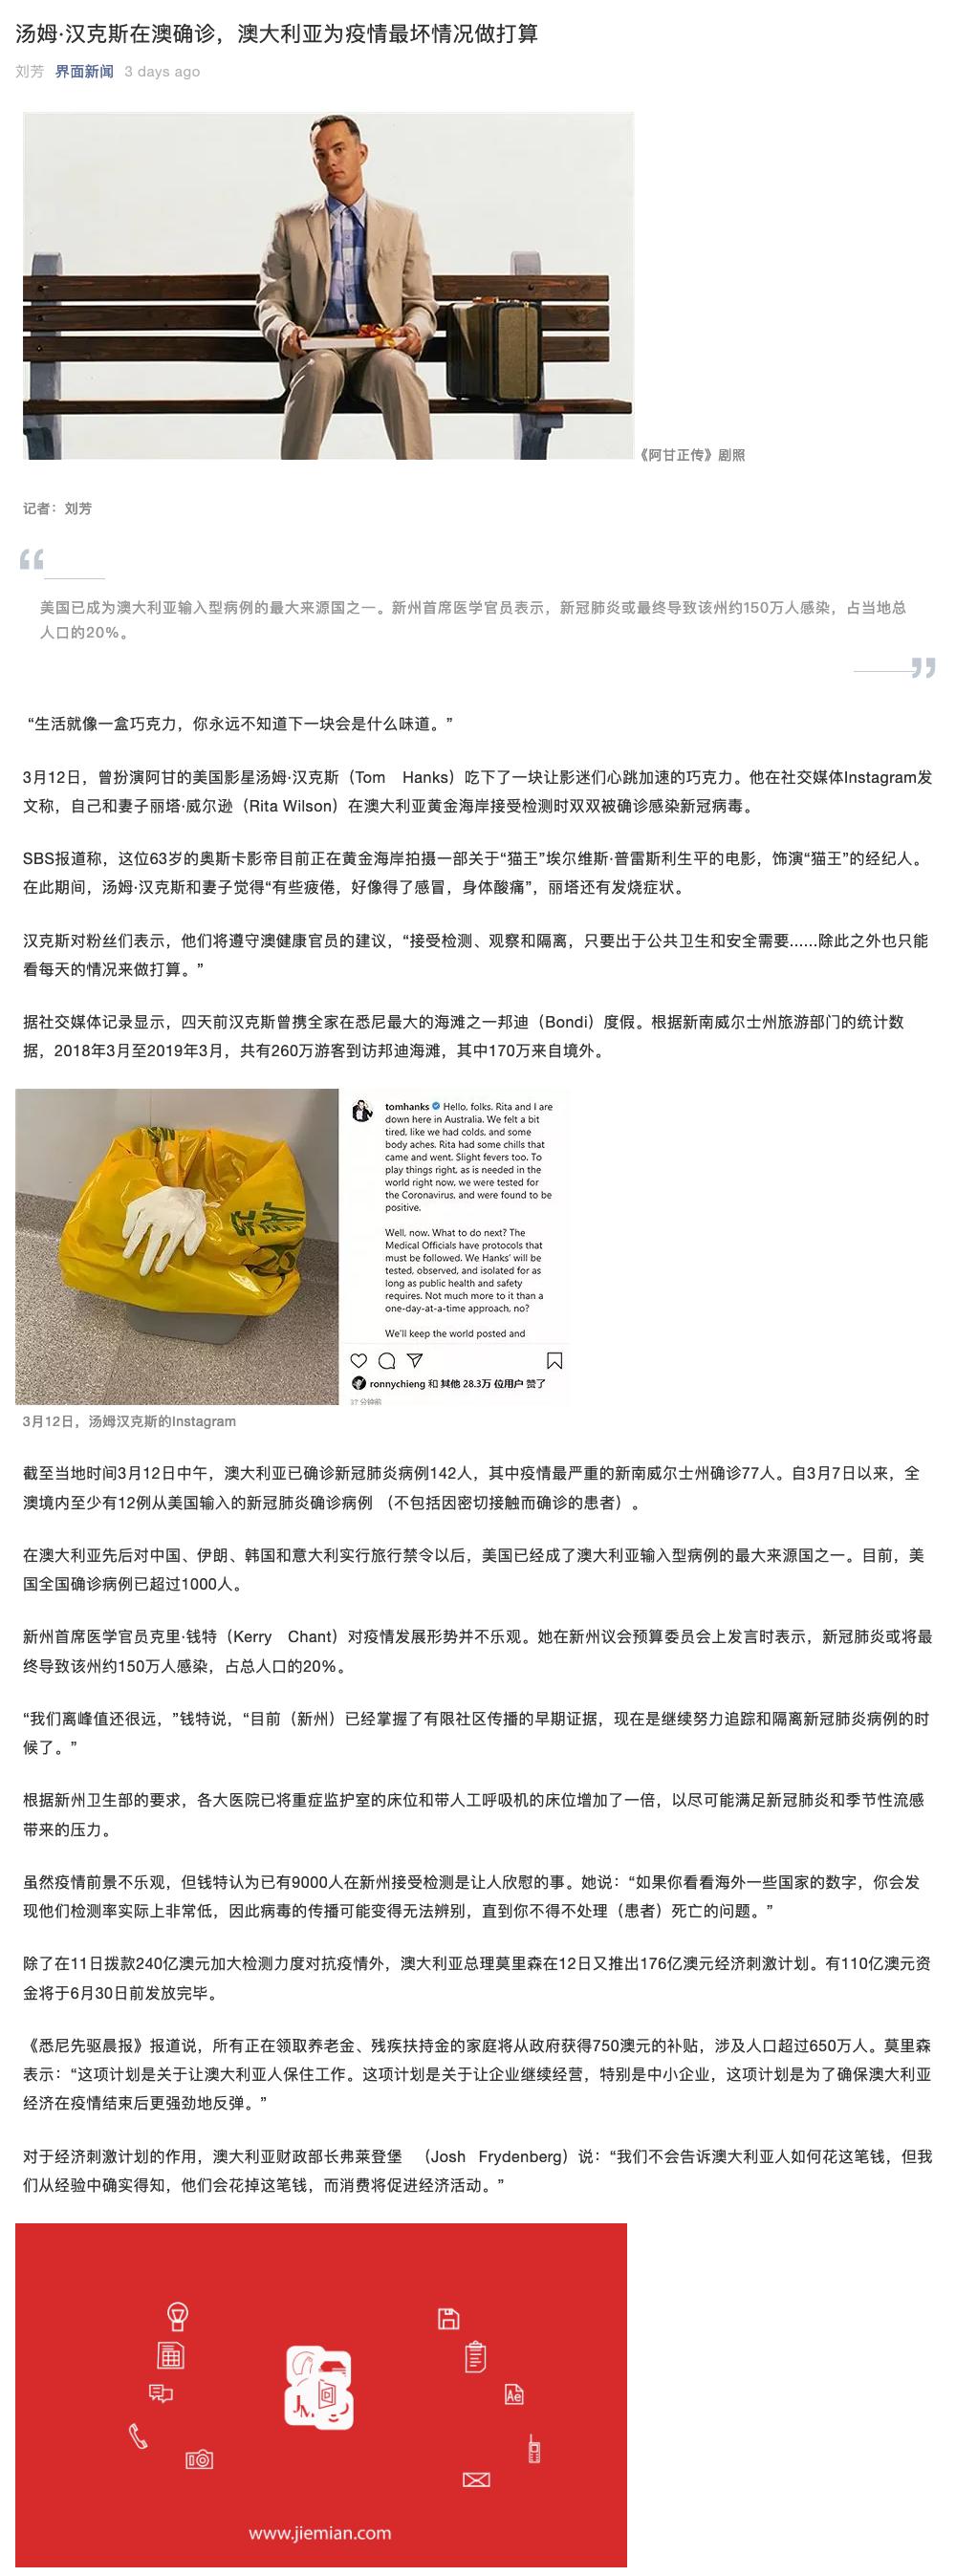 汤姆·汉克斯在澳确诊，澳大利亚为疫情最坏情况做打算
刘芳 界面新闻 3 days ago
《阿甘正传》剧照
记者：刘芳
“
美国已成为澳大利亚输入型病例的最大来源国之一。新州首席医学官员表示，新冠肺炎或最终导致该州约150万人感染，占当地总
人口的20%。
”
“生活就像一盒巧克力，你永远不知道下一块会是什么味道。”
3月12日，曾扮演阿甘的美国影星汤姆·汉克斯（Tom Hanks）吃下了一块让影迷们心跳加速的巧克力。他在社交媒体Instagram发
文称，自己和妻子丽塔·威尔逊（Rita Wilson）在澳大利亚黄金海岸接受检测时双双被确诊感染新冠病毒。
SBS报道称，这位63岁的奥斯卡影帝目前正在黄金海岸拍摄一部关于“猫王”埃尔维斯·普雷斯利生平的电影，饰演“猫王”的经纪人。
在此期间，汤姆·汉克斯和妻子觉得“有些疲倦，好像得了感冒，身体酸痛”，丽塔还有发烧症状。
汉克斯对粉丝们表示，他们将遵守澳健康官员的建议，“接受检测、观察和隔离，只要出于公共卫生和安全需要……除此之外也只能
看每天的情况来做打算。”
据社交媒体记录显示，四天前汉克斯曾携全家在悉尼最大的海滩之一邦迪（Bondi）度假。根据新南威尔士州旅游部门的统计数
据，2018年3月至2019年3月，共有260万游客到访邦迪海滩，其中170万来自境外。
tomhanks Hello, folks. Rita and I are
down here in Australia. We felt a bit
tired, like we had colds, and some
body aches. Rita had some chills that
came and went. Slight fevers too. To
play things right, as is needed in the
world right now, we were tested for
the Coronavirus, and were found to be
positive.
Well, now. What to do next? The
Medical Officials have protocols that
must be followed. We Hanks' will be
tested, observed, and isolated for as
long as public health and safety
requires. Not much more to it than a
one-day-at-a-time approach, no?
We'll keep the world posted and
ronnychieng 和 其他 28.3万 位用户 赞了
37 分钟前
3月12日，汤姆汉克斯的Instagram
截至当地时间3月12日中午，澳大利亚已确诊新冠肺炎病例142人，其中疫情最严重的新南威尔士州确诊77人。自3月7日以来，全
澳境内至少有12例从美国输入的新冠肺炎确诊病例 （不包括因密切接触而确诊的患者）。
在澳大利亚先后对中国、伊朗、韩国和意大利实行旅行禁令以后，美国已经成了澳大利亚输入型病例的最大来源国之一。目前，美
国全国确诊病例已超过1000人。
新州首席医学官员克里·钱特（Kerry Chant）对疫情发展形势并不乐观。她在新州议会预算委员会上发言时表示，新冠肺炎或将最
终导致该州约150万人感染，占总人口的20%。
“我们离峰值还很远，”钱特说，“目前（新州）已经掌握了有限社区传播的早期证据，现在是继续努力追踪和隔离新冠肺炎病例的时
候了。”
根据新州卫生部的要求，各大医院已将重症监护室的床位和带人工呼吸机的床位增加了一倍，以尽可能满足新冠肺炎和季节性流感
带来的压力。
虽然疫情前景不乐观，但钱特认为已有9000人在新州接受检测是让人欣慰的事。她说：“如果你看看海外一些国家的数字，你会发
现他们检测率实际上非常低，因此病毒的传播可能变得无法辨别，直到你不得不处理（患者）死亡的问题。”
除了在11日拨款240亿澳元加大检测力度对抗疫情外，澳大利亚总理莫里森在12日又推出176亿澳元经济刺激计划。有110亿澳元资
金将于6月30日前发放完毕。
《悉尼先驱晨报》报道说，所有正在领取养老金、残疾扶持金的家庭将从政府获得750澳元的补贴，涉及人口超过650万人。莫里森
表示：“这项计划是关于让澳大利亚人保住工作。这项计划是关于让企业继续经营，特别是中小企业，这项计划是为了确保澳大利亚
经济在疫情结束后更强劲地反弹。”
对于经济刺激计划的作用，澳大利亚财政部长弗莱登堡 （Josh Frydenberg）说：“我们不会告诉澳大利亚人如何花这笔钱，但我
们从经验中确实得知，他们会花掉这笔钱，而消费将促进经济活动。”
Ae
www.jiemian.com